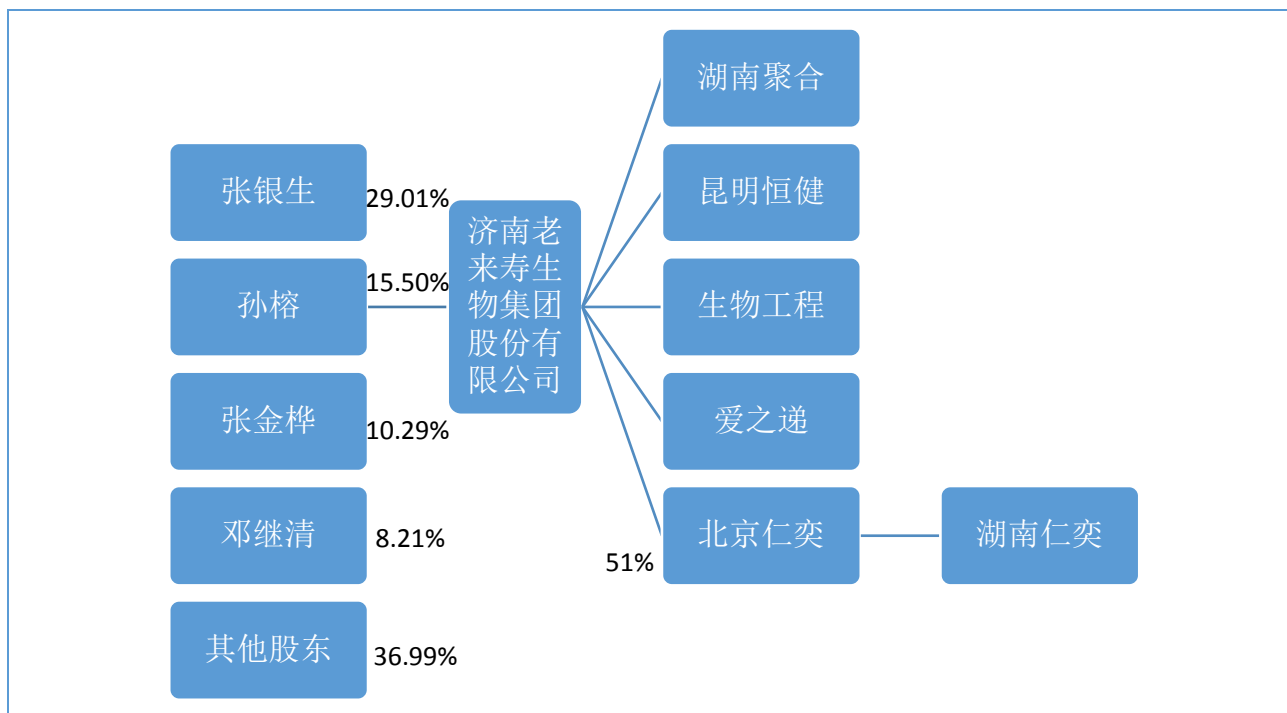 张银生
29.01%
孙榕
15.50%
张金桦
10.29%
邓继清
8.21%
其他股东
36.99%
济南老
来寿生
物集团
股份有
限公司
湖南聚合
昆明恒健
生物工程
爱之递
51%
北京仁奕
湖南仁奕